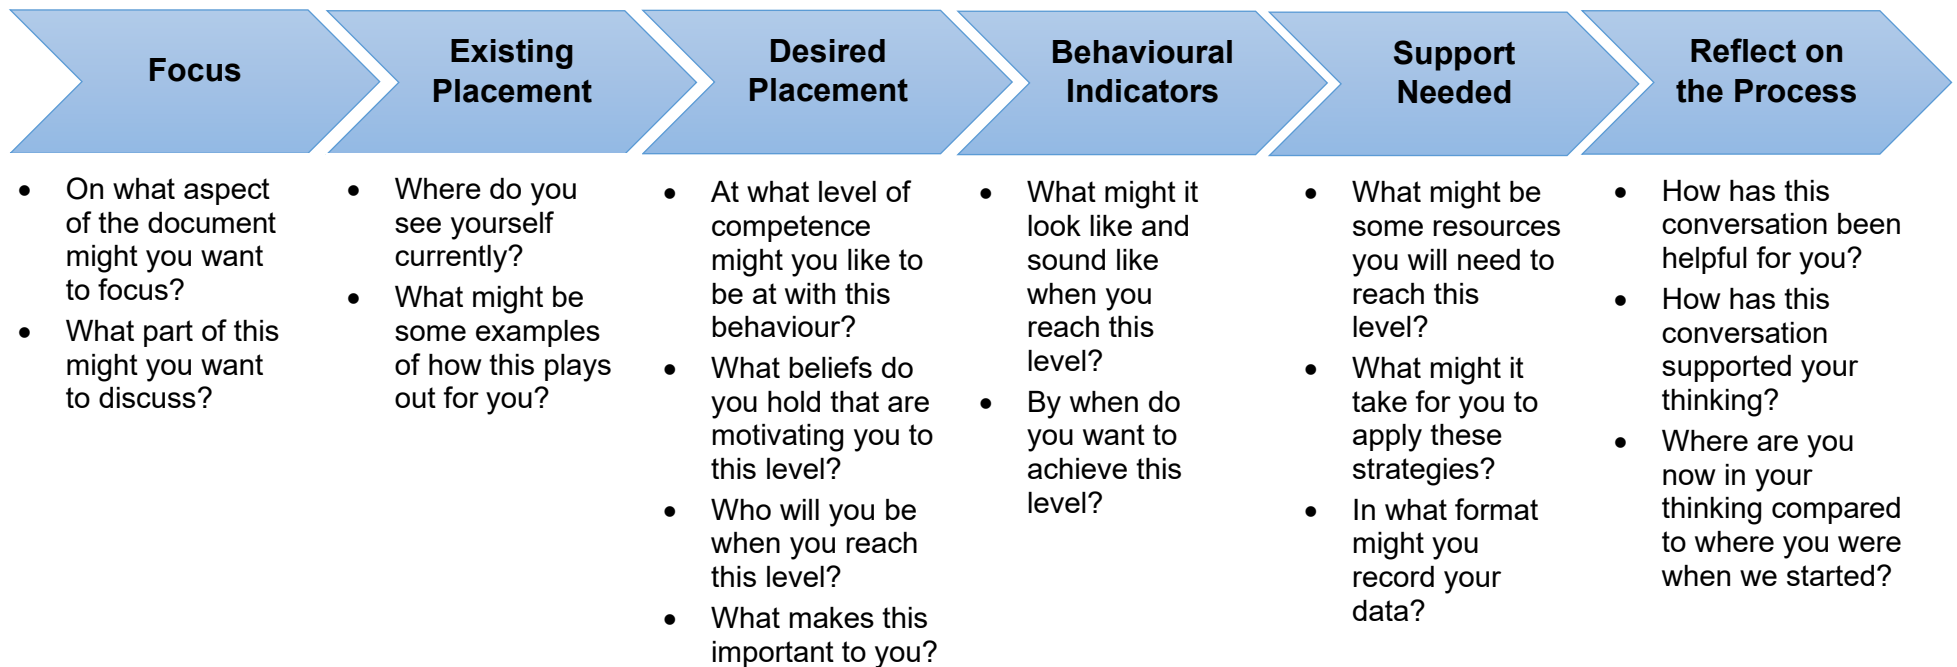 Focus
Existing
Placement
Desired
Placement
Behavioural
Indicators
Support
Needed
Reflect on
the Process
• On what aspect
of the document
might you want
to focus?
• What part of this
might you want
to discuss?
• Where do you
see yourself
currently?
• What might be
some examples
of how this plays
out for you?
• At what level of
competence
might you like to
be at with this
behaviour?
• What beliefs do
you hold that are
motivating you to
this level?
• Who will you be
when you reach
this level?
• What makes this
important to you?
• What might it
look like and
sound like
when you
reach this
level?
• By when do
you want to
achieve this
level?
• What might be
some resources
you will need to
reach this
level?
• What might it
take for you to
apply these
strategies?
• In what format
might you
record your
data?
• How has this
conversation been
helpful for you?
• How has this
conversation
supported your
thinking?
• Where are you
now in your
thinking compared
to where you were
when we started?